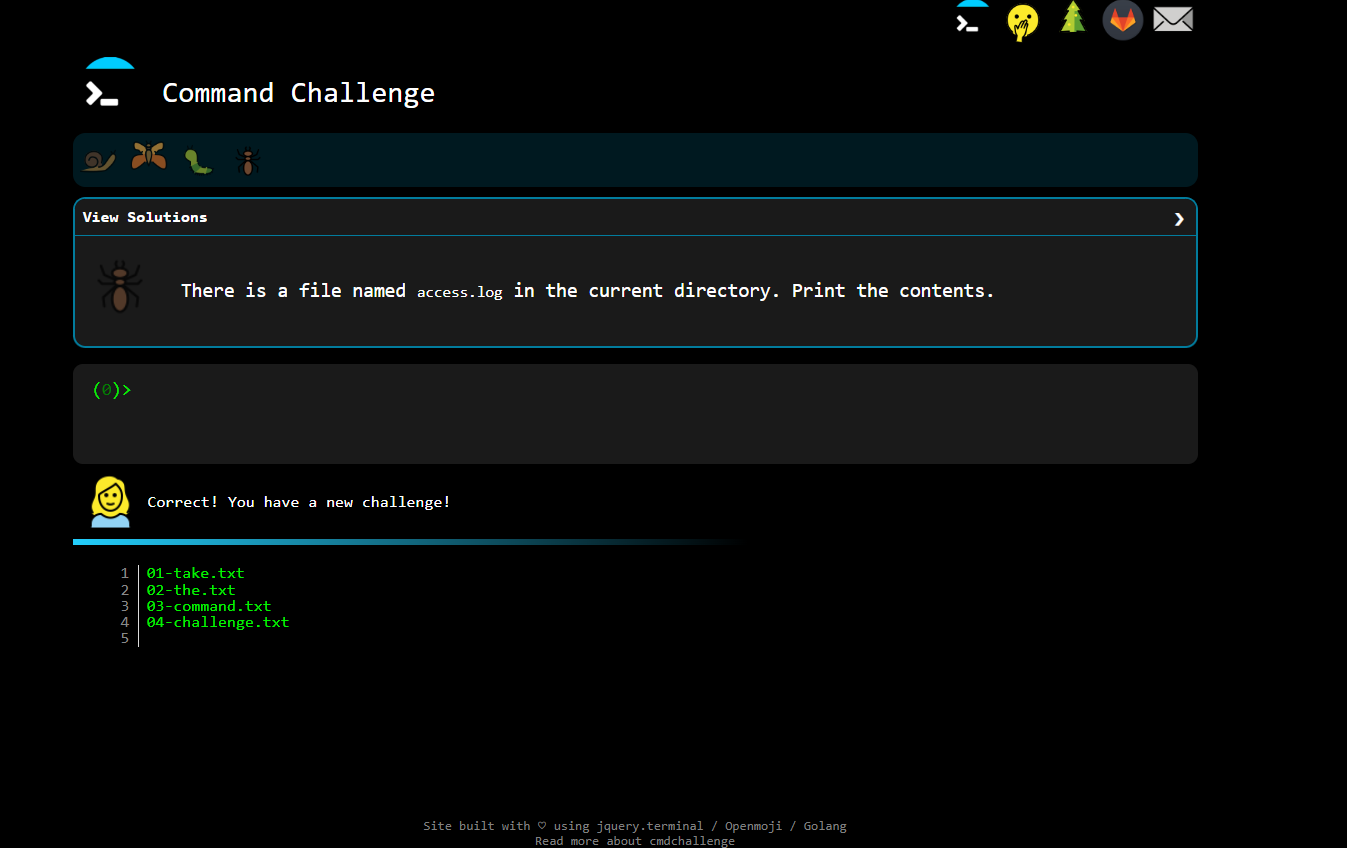 Command Challenge
View Solutions
There is a file named access.log in the current directory. Print the contents.
(0)>
Correct! You have a new challenge!
1 01-take.txt
2 02-the.txt
3 03-command.txt
4 04-challenge.txt
5
Site built with ♡ using jquery.terminal / Openmoji / Golang
Read more about cmdchallenge